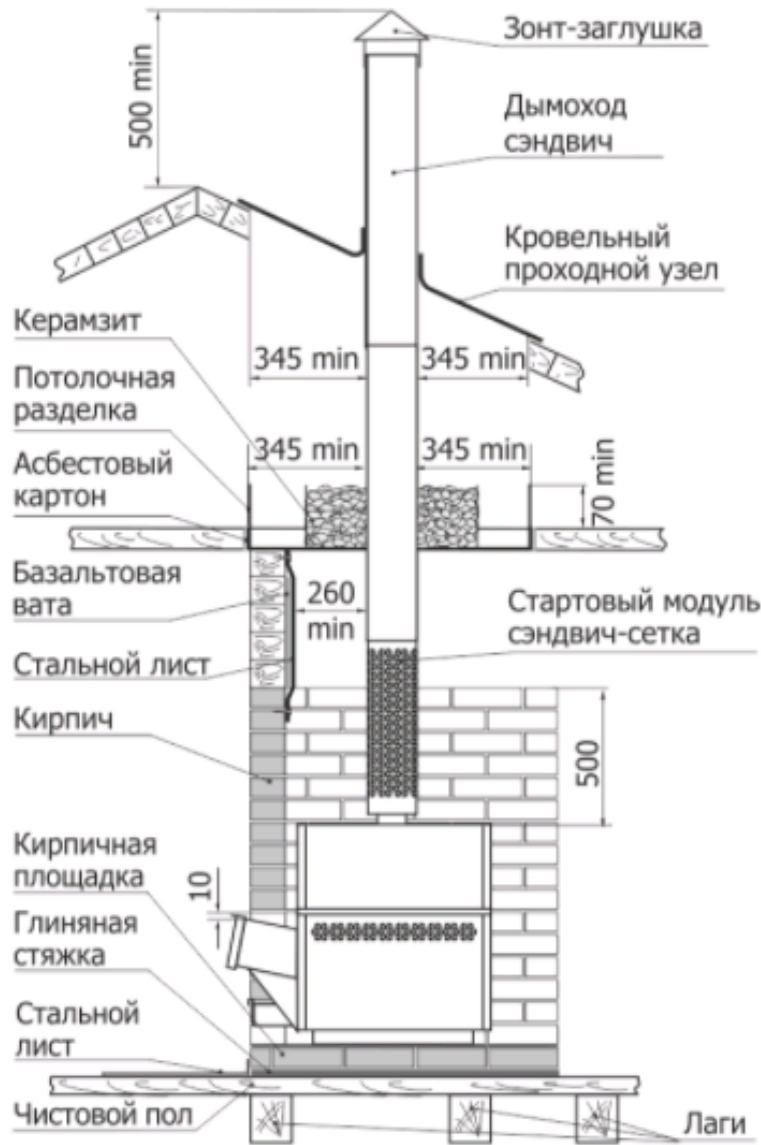 500 min
Зонт-заглушка
Дымоход
сэндвич
Кровельный
проходной узел
Керамзит
345 min
345 min
Потолочная
разделка
345 min
345 min
70 min
Асбестовый
картон
Базальтовая
вата
260
min
Стартовый модуль
сэндвич-сетка
Стальной лист
Кирпич
500
Кирпичная
площадка
10
Глиняная
стяжка
Стальной
лист
Чистовой пол
Лаги